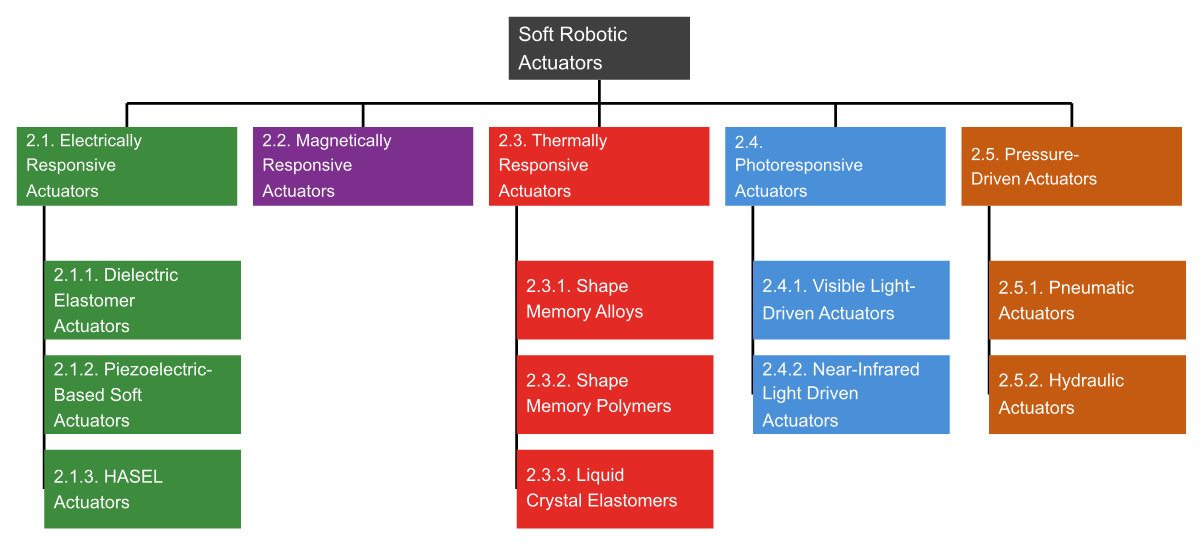 Soft Robotic
Actuators
2.1. Electrically
Responsive
Actuators
2.2. Magnetically
Responsive
Actuators
2.3. Thermally
Responsive
Actuators
2.4.
Photoresponsive
Actuators
2.5. Pressure-
Driven Actuators
2.1.1. Dielectric
Elastomer
Actuators
2.1.2. Piezoelectric-
Based Soft
Actuators
2.1.3. HASEL
Actuators
2.3.1. Shape
Memory Alloys
2.3.2. Shape
Memory Polymers
2.3.3. Liquid
Crystal Elastomers
2.4.1. Visible Light-
Driven Actuators
2.4.2. Near-Infrared
Light Driven
Actuators
2.5.1. Pneumatic
Actuators
2.5.2. Hydraulic
Actuators